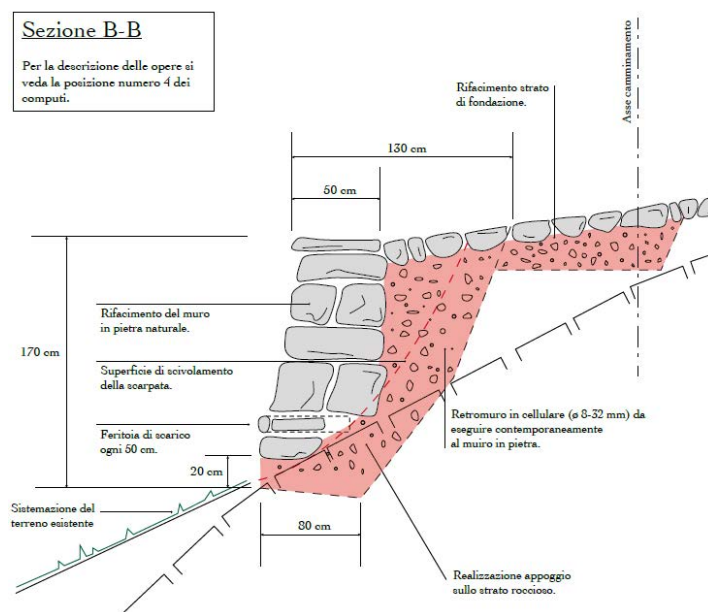 Sezione B-B
Per la descrizione delle opere si
veda la posizione numero 4 dei
computi.
Rifacimento strato
di fondazione.
Asse camminamento
130 cm
50 cm
Rifacimento del muro
in pietra naturale.
170 cm
Superficie di scivolamento
della scarpata.
Retromuro in cellulare (ø 8-32 mm) da
eseguire contemporaneamente
al muiro in pietra.
Feritoia di scarico
ogni 50 cm.
20 cm
Sistemazione del
terreno esistente
80 cm
Realizzazione appoggio
sullo strato roccioso.